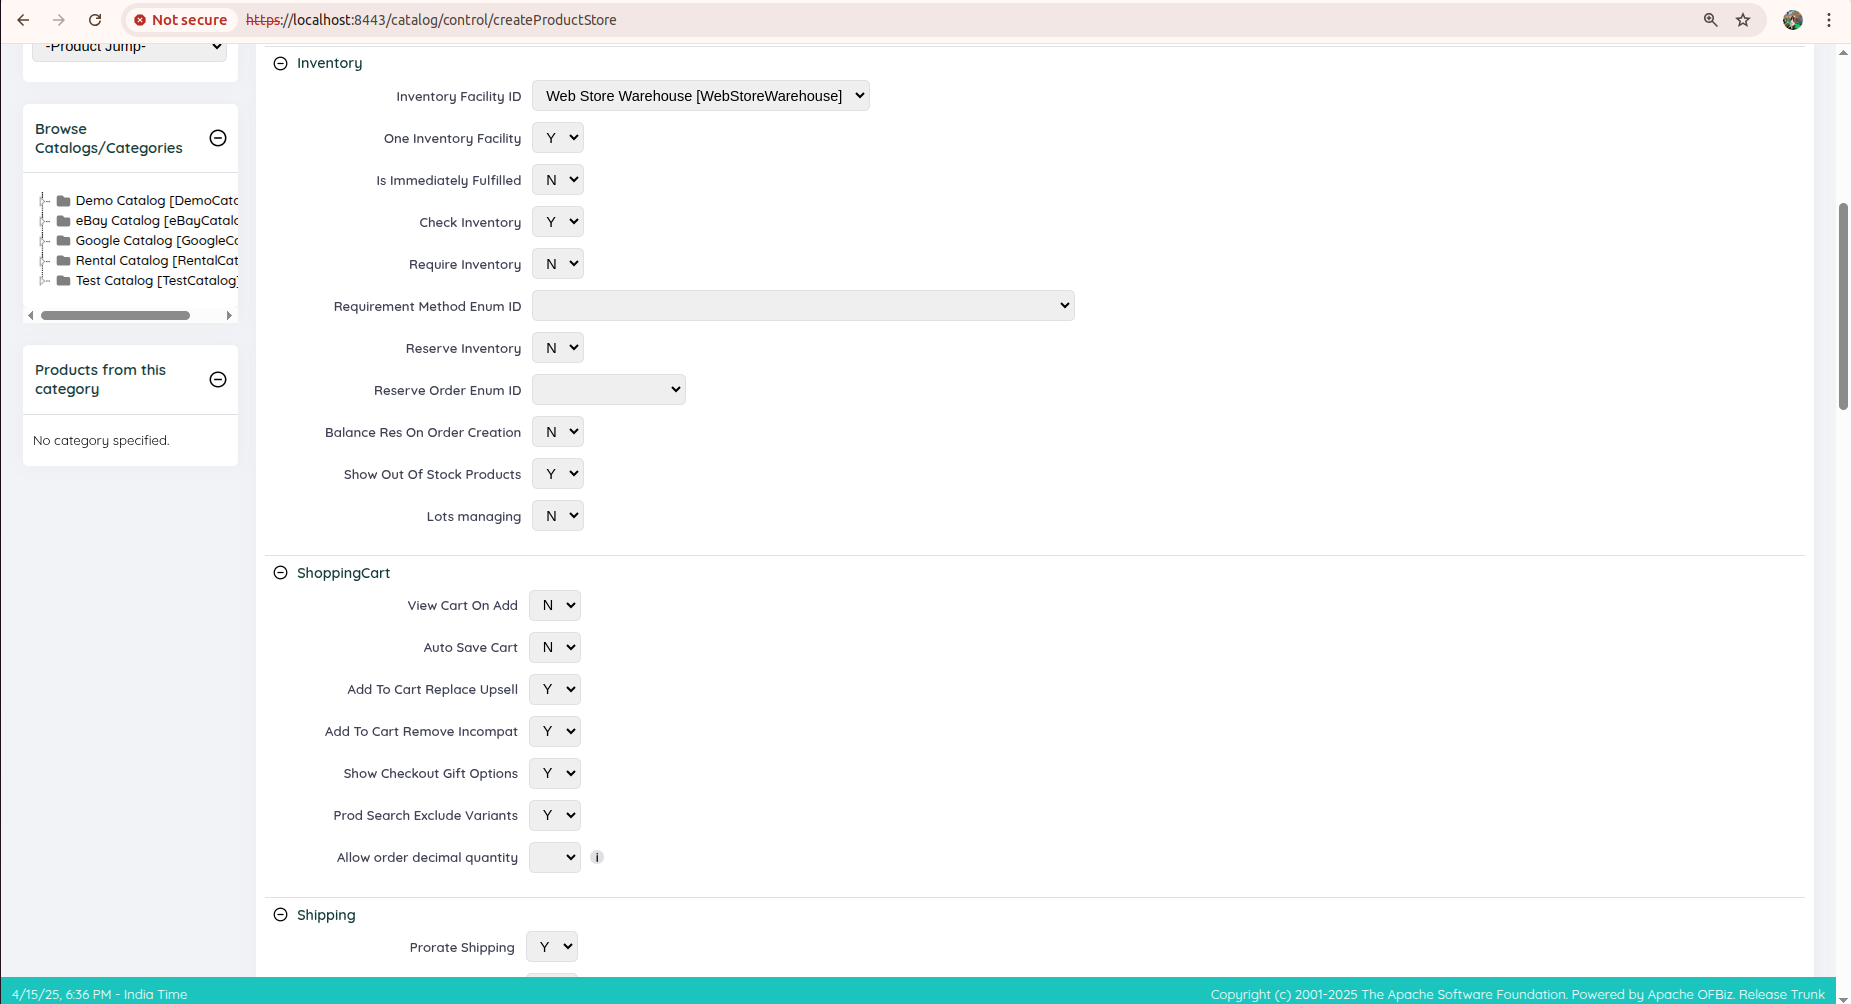 Not secure https://localhost:8443/catalog/control/createProductStore
-Product Jump-
Browse
Catalogs/Categories
Demo Catalog [DemoCata
eBay Catalog [eBayCatalo
Google Catalog [GoogleCa
Rental Catalog [RentalCat
Test Catalog [TestCatalog]
Products from this
category
No category specified.
Inventory
Inventory Facility ID Web Store Warehouse [WebStoreWarehouse]
One Inventory Facility Y
Is Immediately Fulfilled N
Check Inventory Y
Require Inventory N
Requirement Method Enum ID
Reserve Inventory N
Reserve Order Enum ID
Balance Res On Order Creation N
Show Out Of Stock Products Y
Lots managing N
ShoppingCart
View Cart On Add N
Auto Save Cart N
Add To Cart Replace Upsell Y
Add To Cart Remove Incompat Y
Show Checkout Gift Options Y
Prod Search Exclude Variants Y
Allow order decimal quantity i
Shipping
Prorate Shipping Y
4/15/25, 6:36 PM - India Time
Copyright (c) 2001-2025 The Apache Software Foundation. Powered by Apache OFBiz. Release Trunk